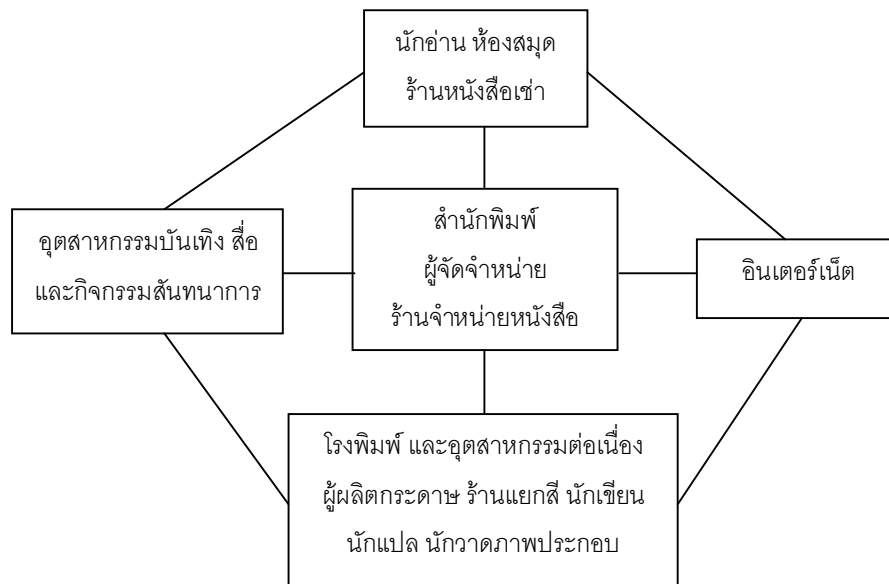 นักอ่าน ห้องสมุด
ร้านหนังสือเช่า
อุตสาหกรรมบันเทิง สื่อ
และกิจกรรมสันทนาการ
สำนักพิมพ์
ผู้จัดจำหน่าย
ร้านจำหน่ายหนังสือ
อินเตอร์เน็ต
โรงพิมพ์ และอุตสาหกรรมต่อเนื่อง
ผู้ผลิตกระดาษ ร้านแยกสี นักเขียน
นักแปล นักวาดภาพประกอบ